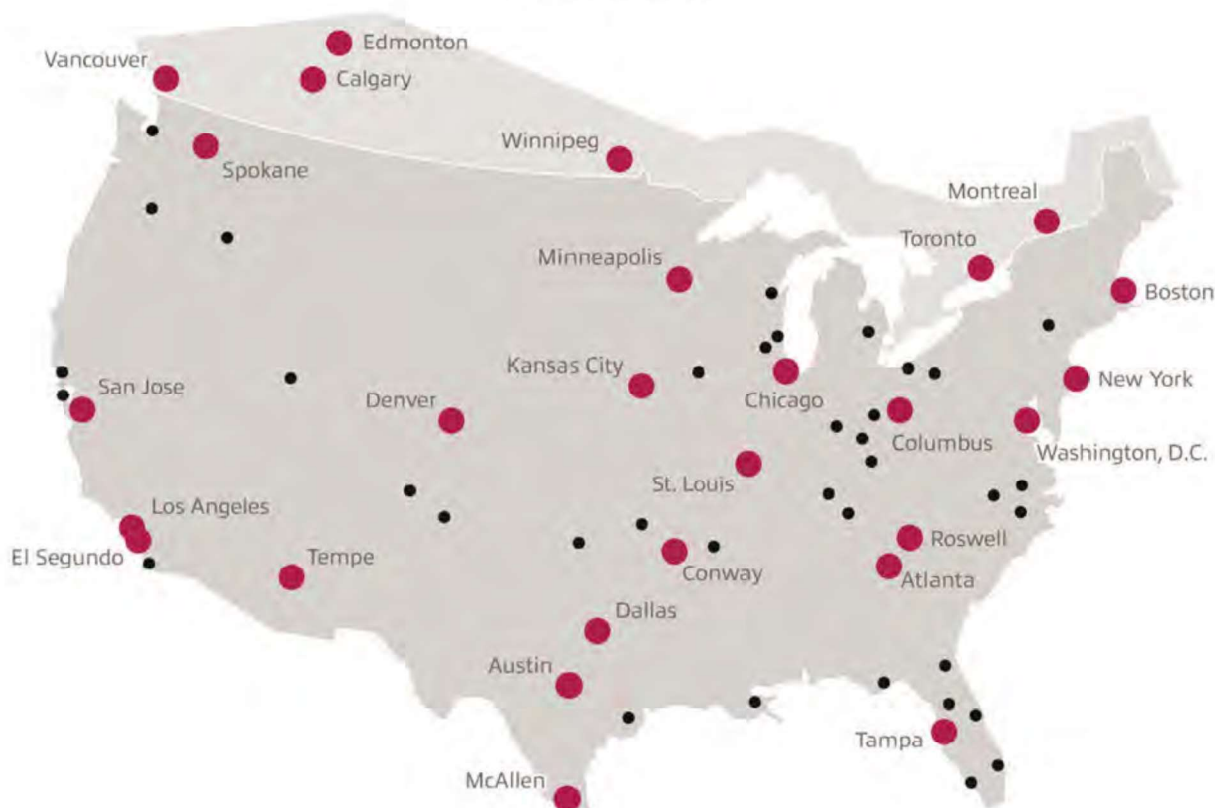 Edmonton
Vancouver
Calgary
Winnipeg
Spokane
Montreal
Toronto
Minneapolis
Boston
Kansas City
New York
San Jose
Denver
Chicago
Columbus
Washington, D.C.
St. Louis
Los Angeles
Roswell
El Segundo
Tempe
Conway
Atlanta
Dallas
Austin
Tampa
McAllen